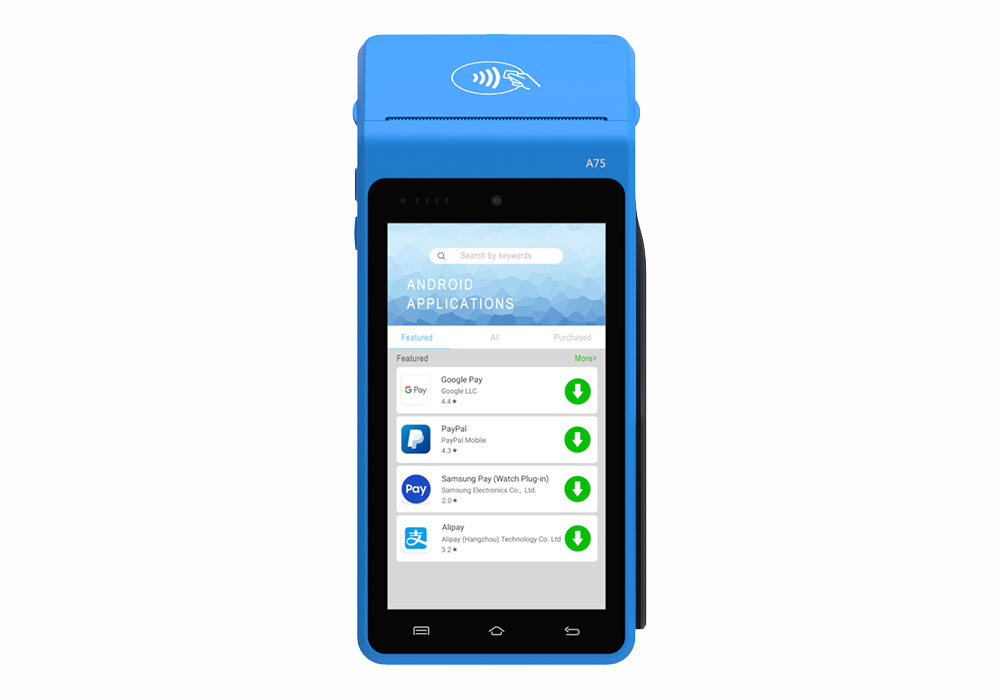 A75
Search by keywords
ANDROID
APPLICATIONS
Featured All Purchased
Featured More>
G Pay
Google Pay
Google LLC
4.4★
PayPal
PayPal Mobile
4.3★
Pay
Samsung Pay (Watch Plug-in)
Samsung Electronics Co., Ltd.
2.0★
支
Alipay
Alipay (Hangzhou) Technology Co. Ltd
3.2★